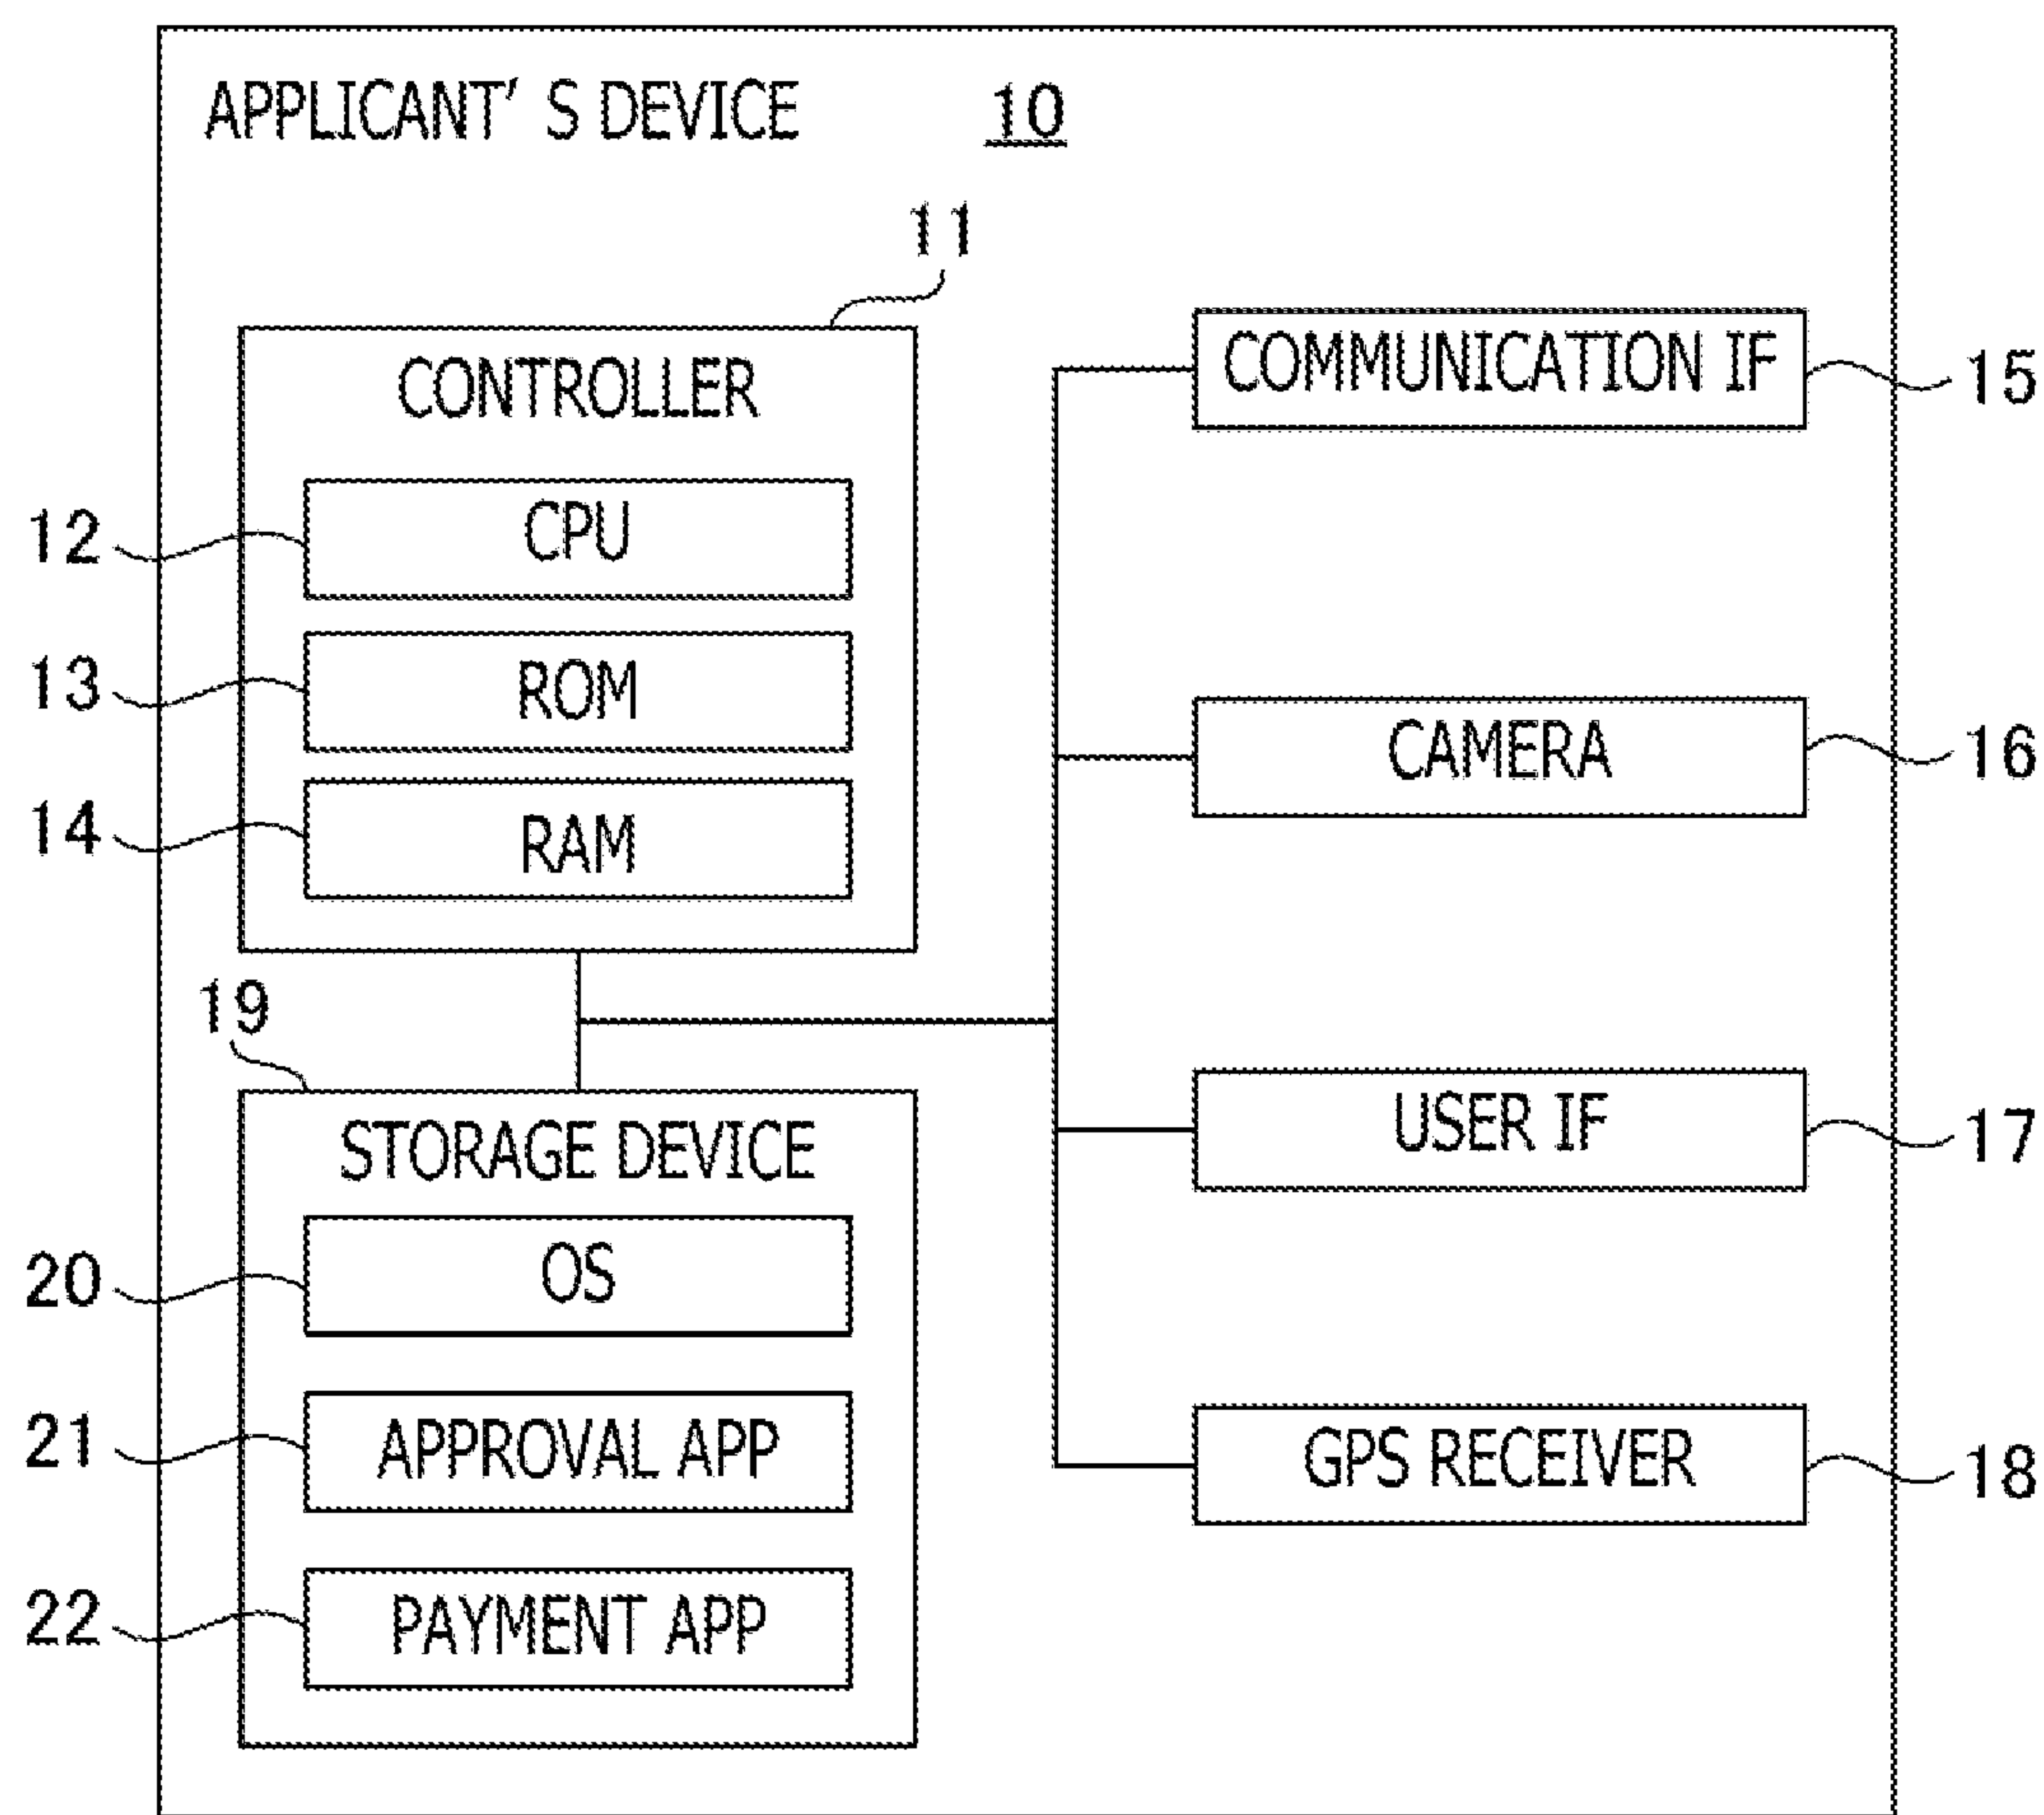 APPLICANT' S DEVICE 10
11
CONTROLLER
12 CPU
13 ROM
14 RAM
COMMUNICATION IF 15
CAMERA 16
USER IF 17
GPS RECEIVER 18
19
STORAGE DEVICE
20 OS
21 APPROVAL APP
22 PAYMENT APP